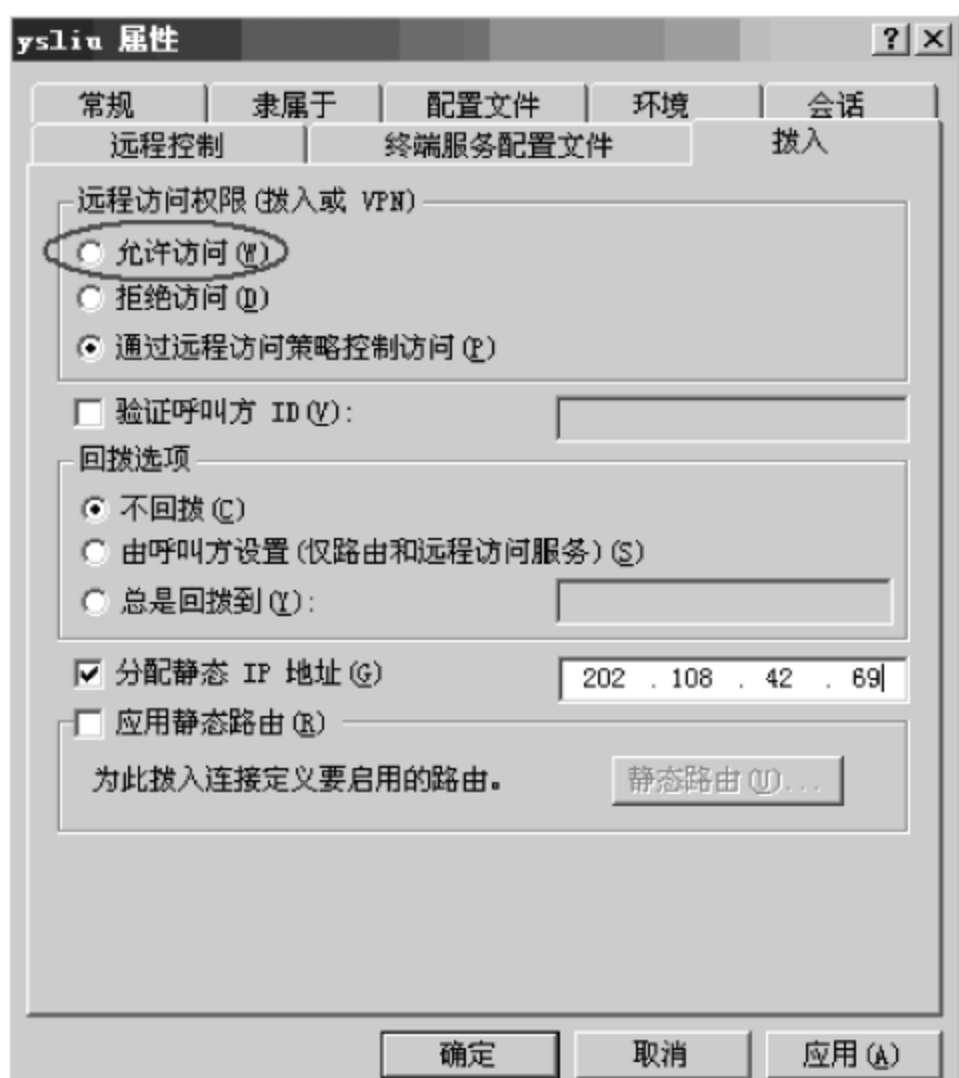 ysliu 属性
常规 隶属于 配置文件 环境 会话
远程控制 终端服务配置文件 拨入
远程访问权限(拨入或 VPN)
允许访问(W)
拒绝访问(D)
通过远程访问策略控制访问(P)
验证呼叫方 ID(V):
回拨选项
不回拨(C)
由呼叫方设置(仅路由和远程访问服务)(S)
总是回拨到(Y):
分配静态 IP 地址(G) 202 . 108 . 42 . 69
应用静态路由(R)
为此拨入连接定义要启用的路由。 静态路由(U)...
确定 取消 应用(A)